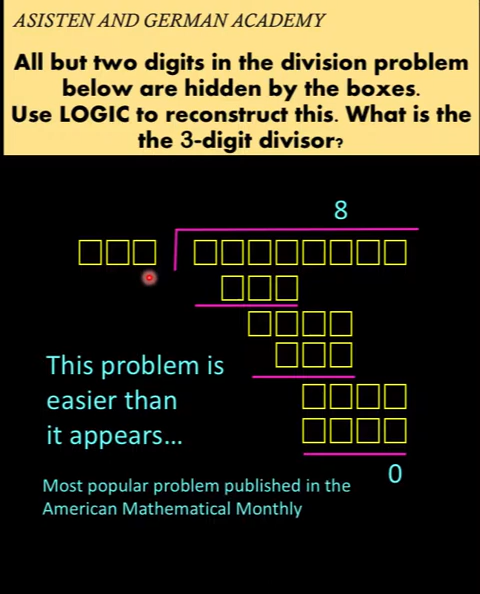 ASISTEN AND GERMAN ACADEMY
All but two digits in the division problem
below are hidden by the boxes.
Use LOGIC to reconstruct this. What is the
the 3-digit divisor?
8
This problem is
easier than
it appears...
0
Most popular problem published in the
American Mathematical Monthly